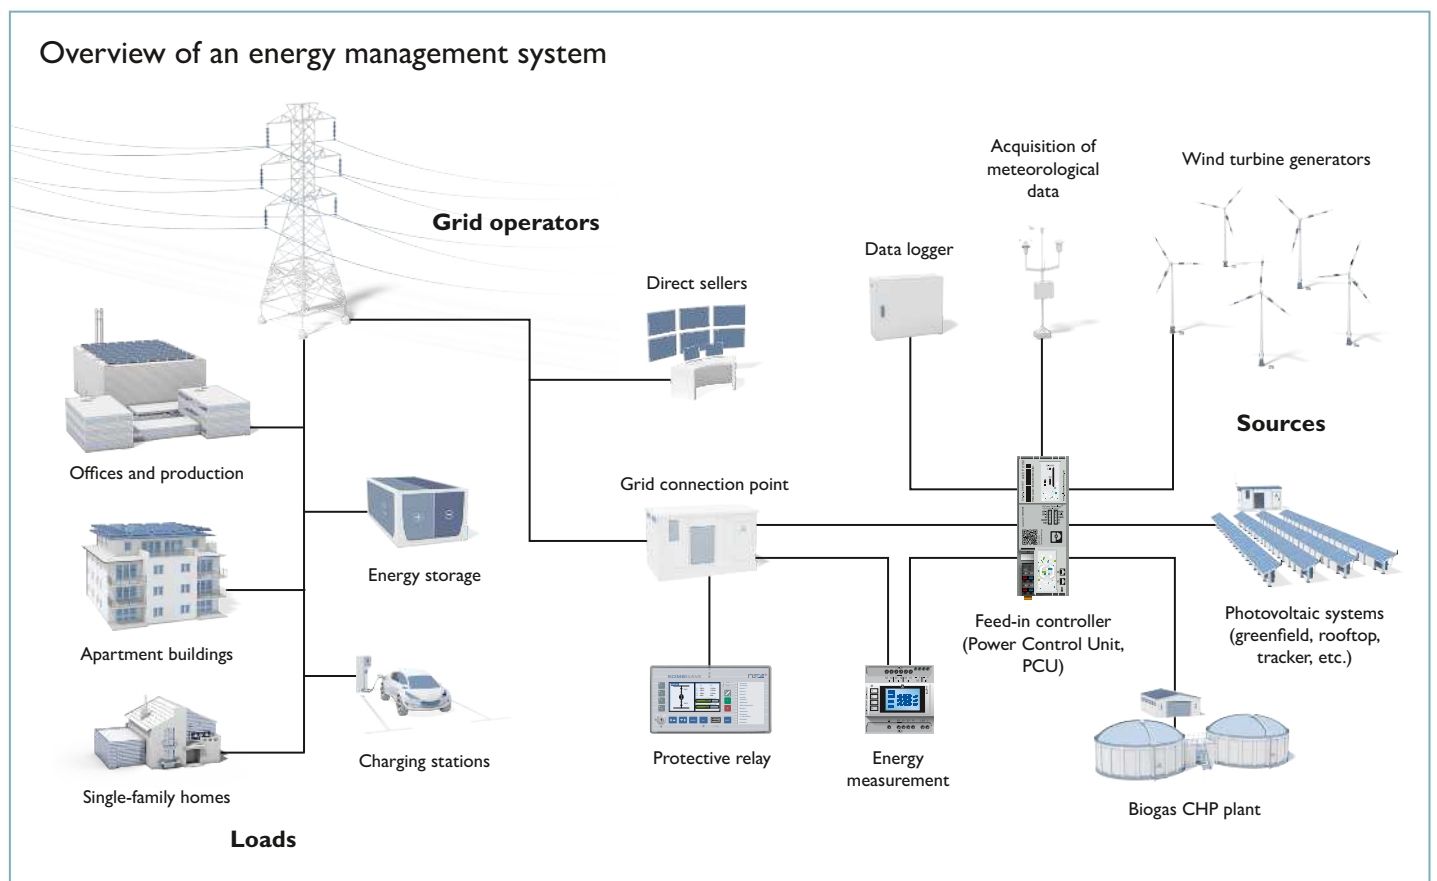 Overview of an energy management system
Acquisition of
meteorological
data
Wind turbine generators
Grid operators
Data logger
Direct sellers
Sources
Offices and production
Grid connection point
Energy storage
Photovoltaic systems
(greenfield, rooftop,
tracker, etc.)
Feed-in controller
(Power Control Unit,
PCU)
Apartment buildings
Protective relay
Energy
measurement
Charging stations
Single-family homes
Biogas CHP plant
Loads